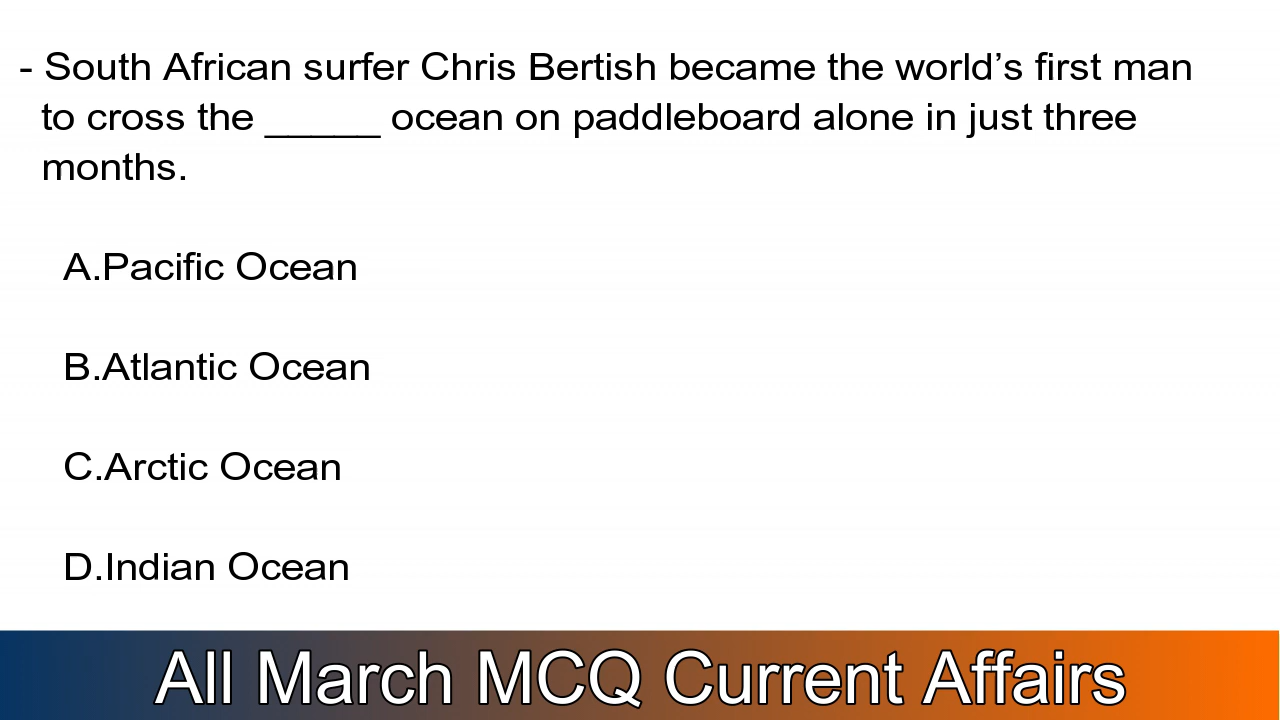 - South African surfer Chris Bertish became the world’s first man
to cross the _____ ocean on paddleboard alone in just three
months.
A.Pacific Ocean
B.Atlantic Ocean
C.Arctic Ocean
D.Indian Ocean
All March MCQ Current Affairs